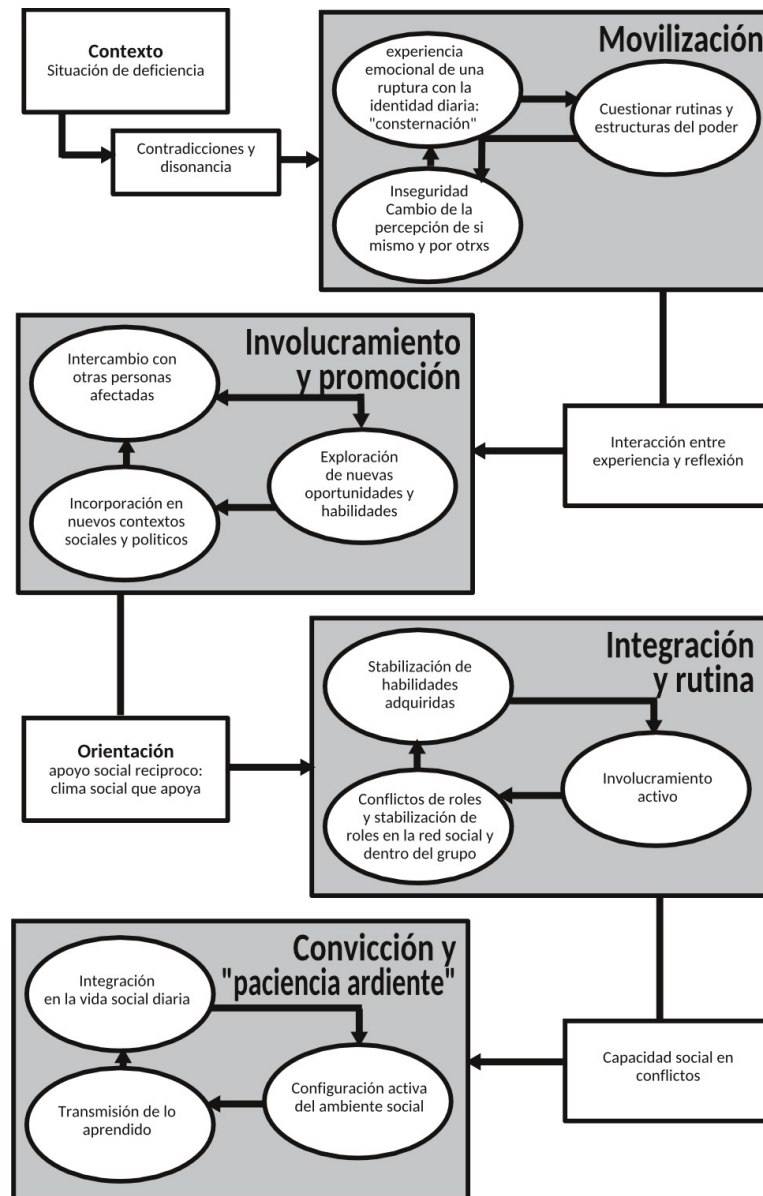 Contexto
Situación de deficiencia
Contradicciones y
disonancia
Movilización
experiencia
emocional de una
ruptura con la
identidad diaria:
"consternación"
Cuestionar rutinas y
estructuras del poder
Inseguridad
Cambio de la
percepción de si
mismo y por otrxs
Interacción entre
experiencia y reflexión
Involucramiento
y promoción
Intercambio con
otras personas
afectadas
Exploración
de nuevas
oportunidades y
habilidades
Incorporación en
nuevos contextos
sociales y politicos
Orientación
apoyo social reciproco:
clima social que apoya
Integración
y rutina
Stabilización de
habilidades
adquiridas
Involucramiento
activo
Conflictos de roles
y stabilización de
roles en la red social y
dentro del grupo
Capacidad social en
conflictos
Convicción y
"paciencia ardiente"
Integración
en la vida social diaria
Configuración activa
del ambiente social
Transmisión de lo
aprendido